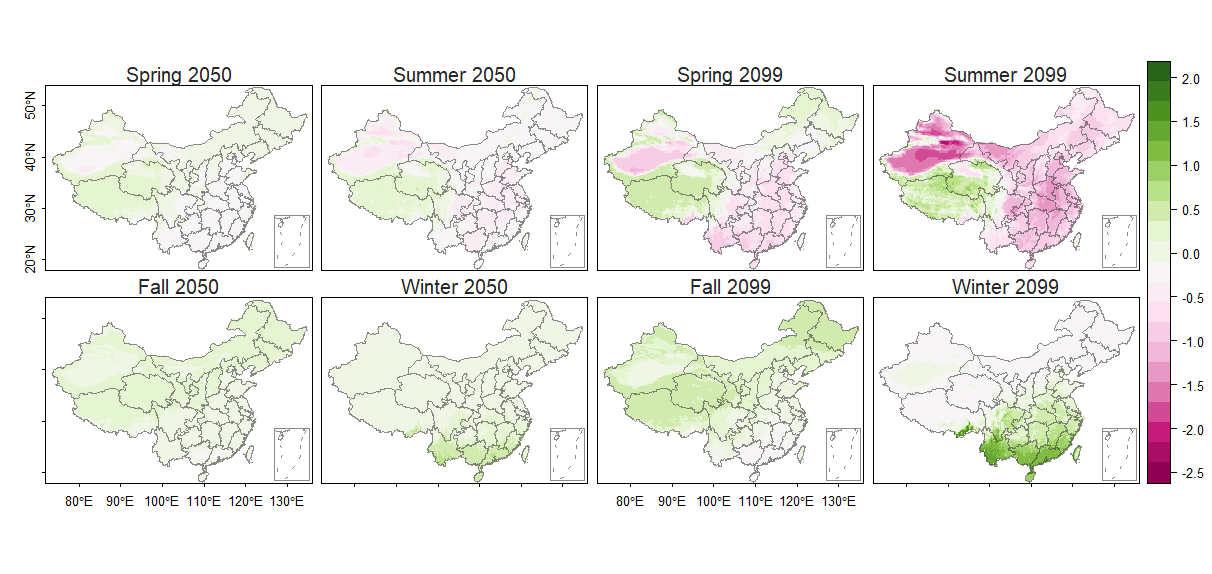 Spring 2050
Summer 2050
Spring 2099
Summer 2099
50°N
40°N
30°N
20°N
Fall 2050
Winter 2050
Fall 2099
Winter 2099
80°E 90°E 100°E 110°E 120°E 130°E
80°E 90°E 100°E 110°E 120°E 130°E
2.0
1.5
1.0
0.5
0.0
-0.5
-1.0
-1.5
-2.0
-2.5